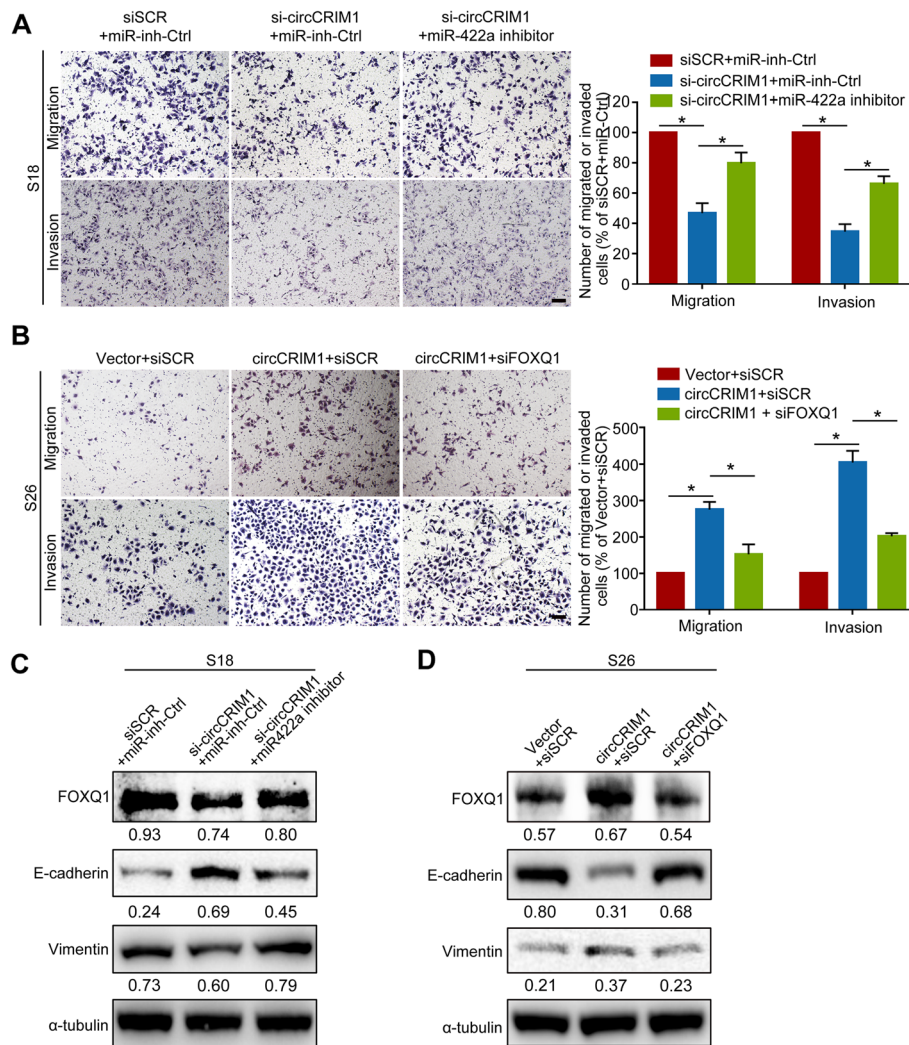 A
siSCR
+miR-inh-Ctrl
si-circCRIM1
+miR-inh-Ctrl
si-circCRIM1
+miR-422a inhibitor
S18
Migration
Invasion
siSCR+miR-inh-Ctrl
si-circCRIM1+miR-inh-Ctrl
si-circCRIM1+miR-422a inhibitor
Number of migrated or invaded
cells (% of siSCR+miR-Ctrl)
120
100
80
60
40
20
0
* * * *
Migration Invasion
B
Vector+siSCR circCRIM1+siSCR circCRIM1+siFOXQ1
S26
Migration
Invasion
Vector+siSCR
circCRIM1+siSCR
circCRIM1 + siFOXQ1
Number of migrated or invaded
cells (% of Vector+siSCR)
500
400
300
200
100
0
* * * *
Migration Invasion
C
S18
siSCR
+miR-inh-Ctrl
si-circCRIM1
+miR-inh-Ctrl
si-circCRIM1
+miR422a inhibitor
FOXQ1
0.93 0.74 0.80
E-cadherin
0.24 0.69 0.45
Vimentin
0.73 0.60 0.79
α-tubulin
D
S26
Vector
+siSCR
circCRIM1
+siSCR
circCRIM1
+siFOXQ1
FOXQ1
0.57 0.67 0.54
E-cadherin
0.80 0.31 0.68
Vimentin
0.21 0.37 0.23
α-tubulin